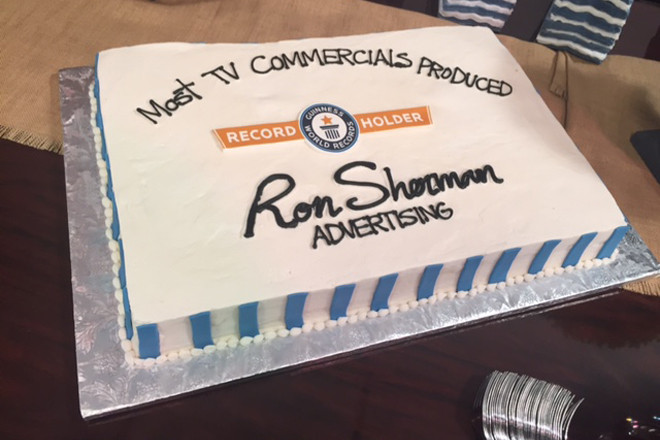 Most TV COMMERCIALS PRODUCED
RECORD HOLDER
GUINNESS
WORLD RECORDS
Ron Sherman
ADVERTISING